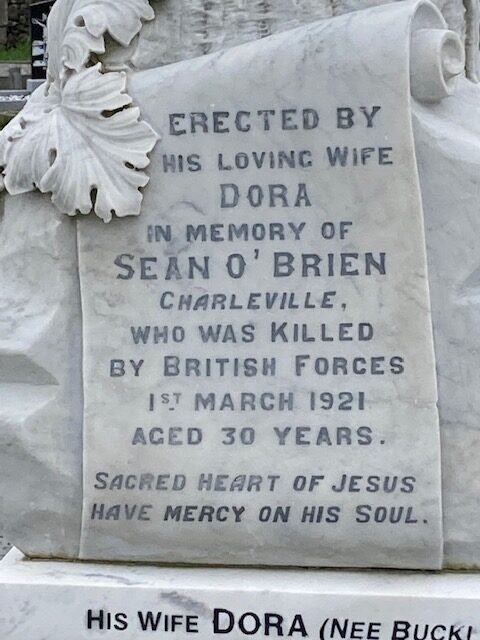 ERECTED BY
HIS LOVING WIFE
DORA
IN MEMORY OF
SEAN O'BRIEN
CHARLEVILLE,
WHO WAS KILLED
BY BRITISH FORCES
1ST MARCH 1921
AGED 30 YEARS.
SACRED HEART OF JESUS
HAVE MERCY ON HIS SOUL.
HIS WIFE DORA (NEE